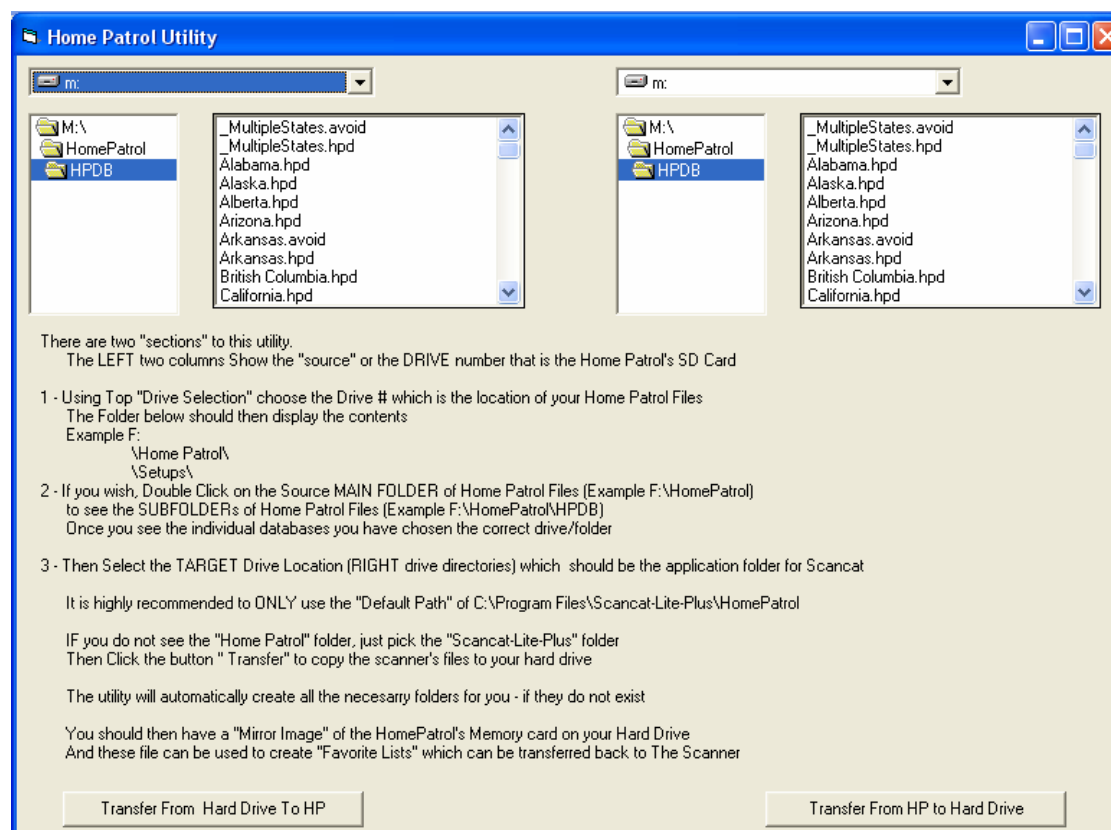 Home Patrol Utility
m:
m:
M:\
HomePatrol
HPDB
_MultipleStates.avoid
_MultipleStates.hpd
Alabama.hpd
Alaska.hpd
Alberta.hpd
Arizona.hpd
Arkansas.avoid
Arkansas.hpd
British Columbia.hpd
California.hpd
M:\
HomePatrol
HPDB
_MultipleStates.avoid
_MultipleStates.hpd
Alabama.hpd
Alaska.hpd
Alberta.hpd
Arizona.hpd
Arkansas.avoid
Arkansas.hpd
British Columbia.hpd
California.hpd
There are two "sections" to this utility.
The LEFT two columns Show the "source" or the DRIVE number that is the Home Patrol's SD Card
1 - Using Top "Drive Selection" choose the Drive # which is the location of your Home Patrol Files
The Folder below should then display the contents
Example F:
\Home Patrol\
\Setups\
2 - If you wish, Double Click on the Source MAIN FOLDER of Home Patrol Files (Example F:\HomePatrol)
to see the SUBFOLDERs of Home Patrol Files (Example F:\HomePatrol\HPDB)
Once you see the individual databases you have chosen the correct drive/folder
3 - Then Select the TARGET Drive Location (RIGHT drive directories) which should be the application folder for Scancat
It is highly recommended to ONLY use the "Default Path" of C:\Program Files\Scancat-Lite-Plus\HomePatrol
IF you do not see the "Home Patrol" folder, just pick the "Scancat-Lite-Plus" folder
Then Click the button " Transfer" to copy the scanner's files to your hard drive
The utility will automatically create all the necesarry folders for you - if they do not exist
You should then have a "Mirror Image" of the HomePatrol's Memory card on your Hard Drive
And these file can be used to create "Favorite Lists" which can be transferred back to The Scanner
Transfer From Hard Drive To HP
Transfer From HP to Hard Drive